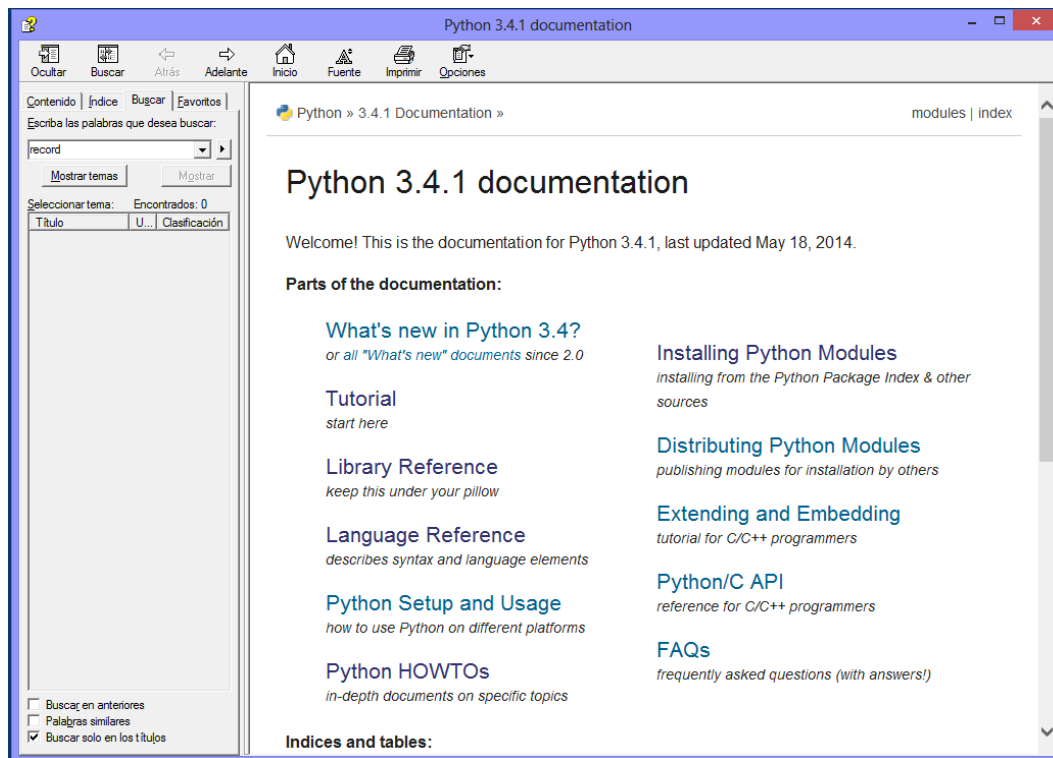 Python 3.4.1 documentation
Ocultar Buscar Atrás Adelante Inicio Fuente Imprimir Opciones
Contenido Índice Buscar Favoritos
Escriba las palabras que desea buscar:
record
Mostrar temas Mostrar
Seleccionar tema: Encontrados: 0
Título U... Clasificación
Buscar en anteriores
Palabras similares
Buscar solo en los títulos
Python » 3.4.1 Documentation » modules | index
Python 3.4.1 documentation
Welcome! This is the documentation for Python 3.4.1, last updated May 18, 2014.
Parts of the documentation:
What's new in Python 3.4?
or all "What's new" documents since 2.0
Tutorial
start here
Library Reference
keep this under your pillow
Language Reference
describes syntax and language elements
Python Setup and Usage
how to use Python on different platforms
Python HOWTOs
in-depth documents on specific topics
Installing Python Modules
installing from the Python Package Index & other
sources
Distributing Python Modules
publishing modules for installation by others
Extending and Embedding
tutorial for C/C++ programmers
Python/C API
reference for C/C++ programmers
FAQs
frequently asked questions (with answers!)
Indices and tables: